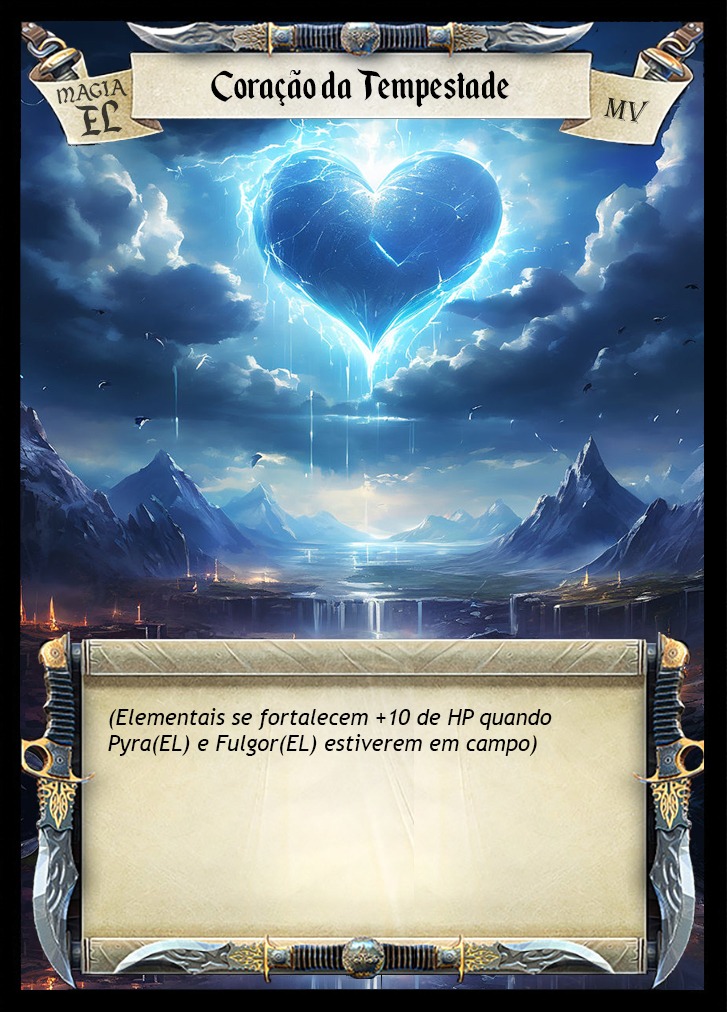 Coração da Tempestade
MAGIA
EL
MV
(Elementais se fortalecem +10 de HP quando
Pyra(EL) e Fulgor(EL) estiverem em campo)